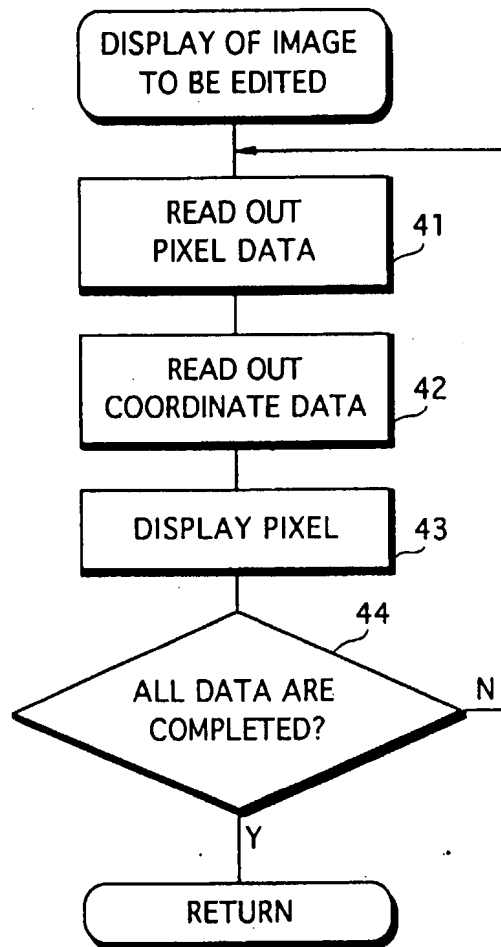 DISPLAY OF IMAGE
TO BE EDITED
READ OUT
PIXEL DATA
41
READ OUT
COORDINATE DATA
42
DISPLAY PIXEL
43
44
ALL DATA ARE
COMPLETED?
N
Y
RETURN